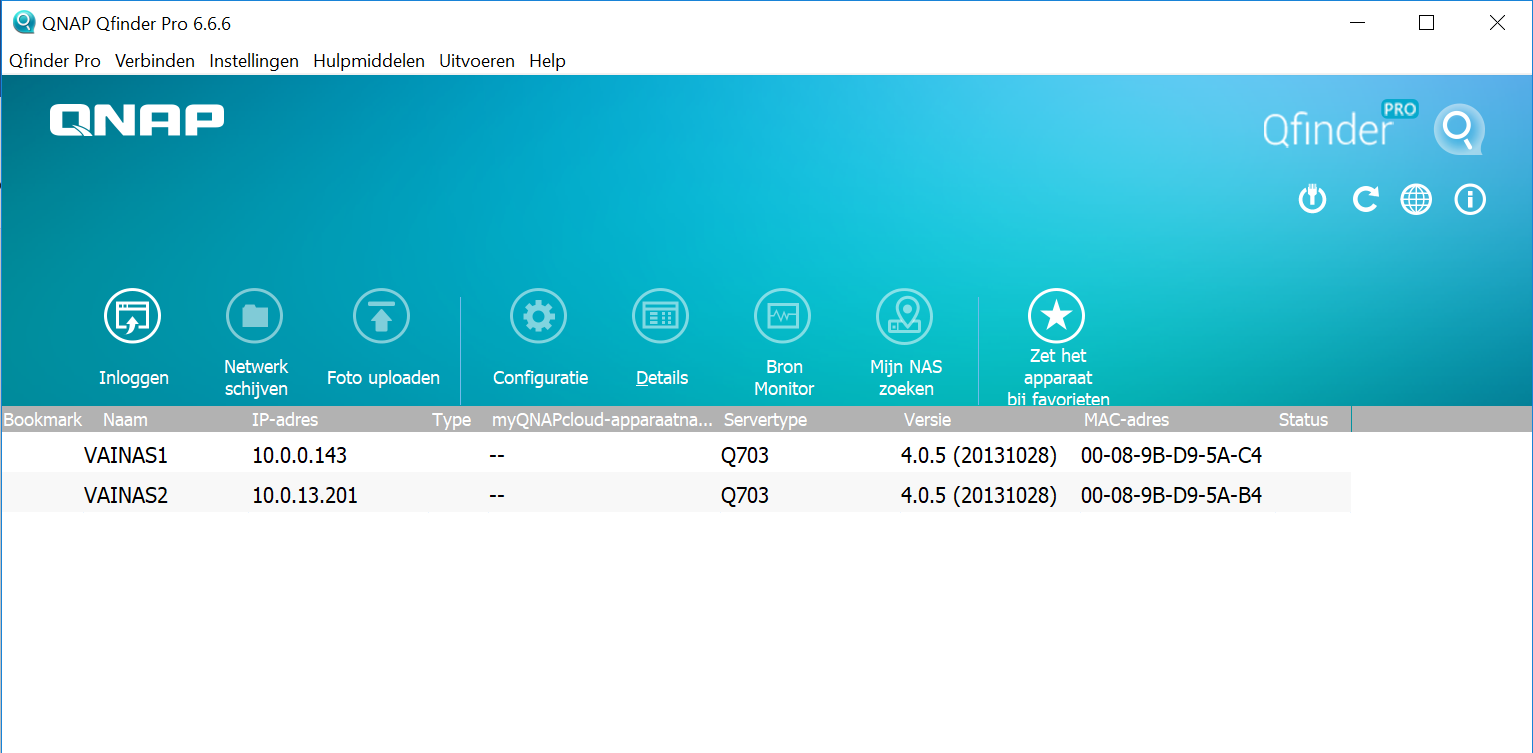 QNAP Qfinder Pro 6.6.6
Qfinder Pro Verbinden Instellingen Hulpmiddelen Uitvoeren Help
QNAP
Qfinder PRO
Inloggen
Netwerk
schijven
Foto uploaden
Configuratie
Details
Bron
Monitor
Mijn NAS
zoeken
Zet het
apparaat
bij favorieten
Bookmark Naam IP-adres Type myQNAPcloud-apparaatna... Servertype Versie MAC-adres Status
VAINAS1 10.0.0.143 -- Q703 4.0.5 (20131028) 00-08-9B-D9-5A-C4
VAINAS2 10.0.13.201 -- Q703 4.0.5 (20131028) 00-08-9B-D9-5A-B4